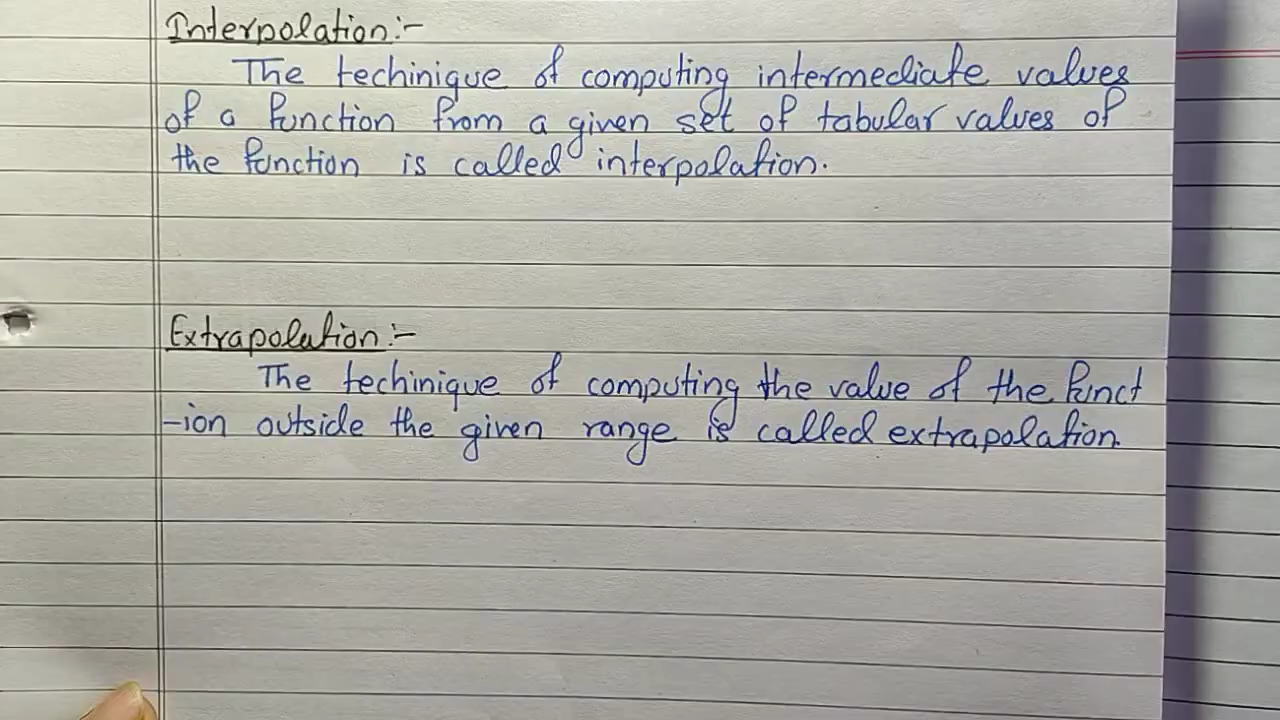 Interpolation:-
The techinique of computing intermediate values
of a function from a given set of tabular values of
the function is called interpolation.
Extrapolation:-
The techinique of computing the value of the funct
-ion outside the given range is called extrapolation.